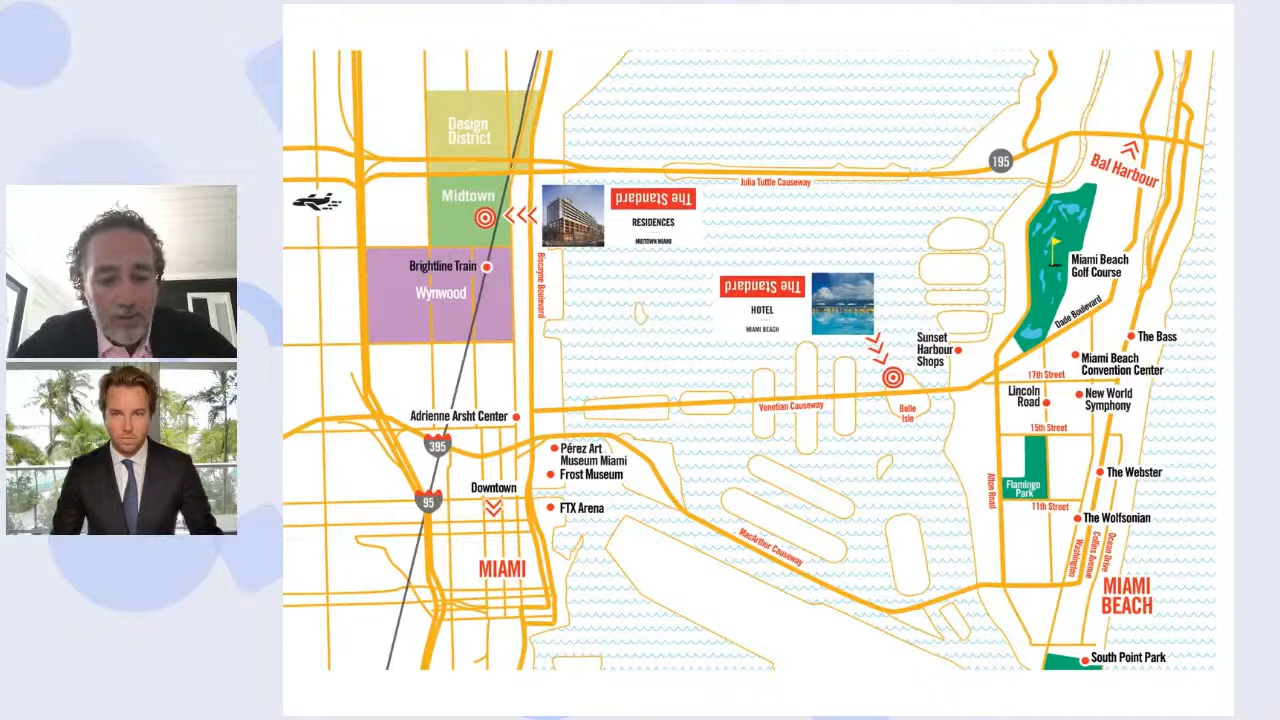 Design
District
195
Bal Harbour
Julia Tuttle Causeway
Midtown
The Standard
RESIDENCES
MIDTOWN MIAMI
Brightline Train
Wynwood
Biscayne Boulevard
The Standard
HOTEL
MIAMI BEACH
Miami Beach
Golf Course
Dade Boulevard
Sunset
Harbour
Shops
The Bass
Miami Beach
Convention Center
17th Street
Lincoln
Road
New World
Symphony
Venetian Causeway
Belle
Isle
Adrienne Arsht Center
15th Street
395
Pérez Art
Museum Miami
Frost Museum
The Webster
Downtown
Alton Road
Flamingo
Park
95
11th Street
FTX Arena
The Wolfsonian
MacArthur Causway
Washington
Collins Avenue
Ocean Drive
MIAMI
MIAMI
BEACH
South Point Park